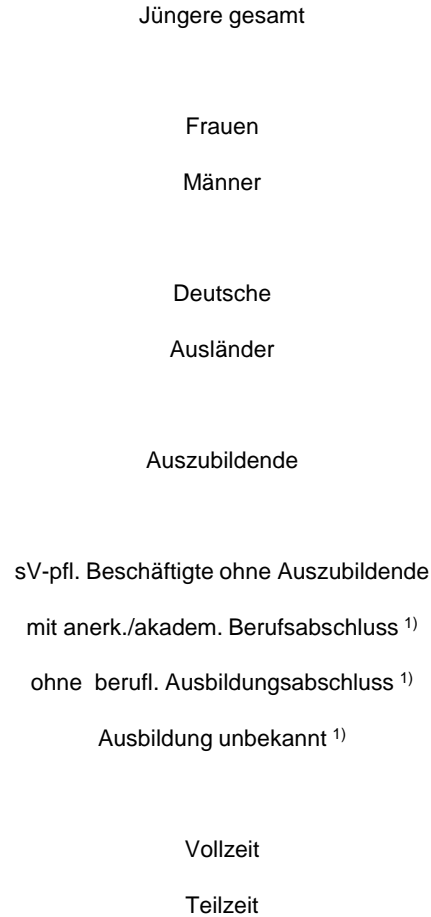 Jüngere gesamt
Frauen
Männer
Deutsche
Ausländer
Auszubildende
sV-pfl. Beschäftigte ohne Auszubildende
mit anerk./akadem. Berufsabschluss 1)
ohne  berufl. Ausbildungsabschluss 1)
Ausbildung unbekannt 1)
Vollzeit
Teilzeit